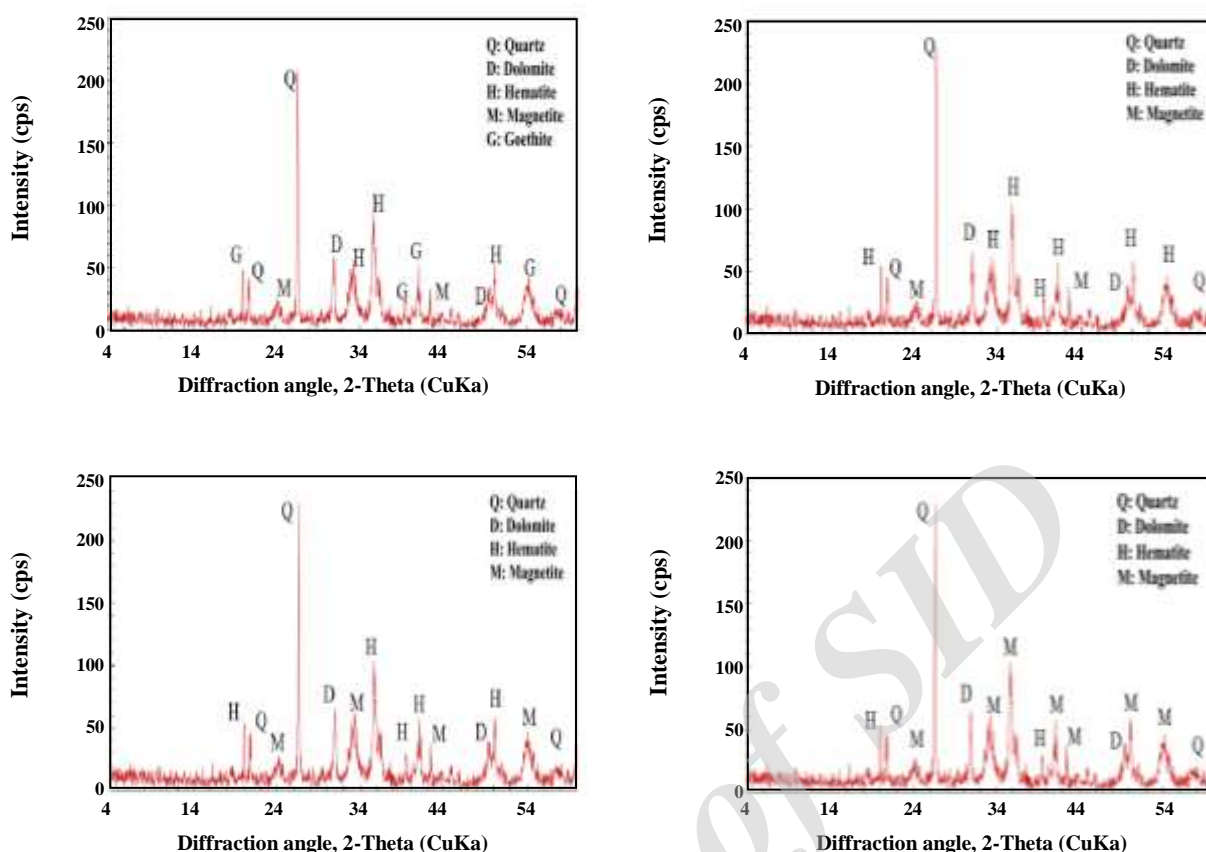 250
200
150
100
50
0
Intensity (cps)
Q: Quartz
D: Dolomite
H: Hematite
M: Magnetite
G: Goethite
G
Q
M
Q
D
H
H
G
G
M
D
H
G
Q
4
14
24
34
44
54
Diffraction angle, 2-Theta (CuKa)
250
200
150
100
50
0
Intensity (cps)
Q: Quartz
D: Dolomite
H: Hematite
M: Magnetite
H
Q
M
Q
D
H
H
H
H
M
D
H
H
Q
4
14
24
34
44
54
Diffraction angle, 2-Theta (CuKa)
250
200
150
100
50
0
Intensity (cps)
Q: Quartz
D: Dolomite
H: Hematite
M: Magnetite
H
Q
M
Q
D
M
H
H
H
M
D
H
M
Q
4
14
24
34
44
54
Diffraction angle, 2-Theta (CuKa)
250
200
150
100
50
0
Intensity (cps)
Q: Quartz
D: Dolomite
H: Hematite
M: Magnetite
H
Q
M
Q
D
M
M
H
M
M
D
M
M
Q
4
14
24
34
44
54
Diffraction angle, 2-Theta (CuKa)
of SID